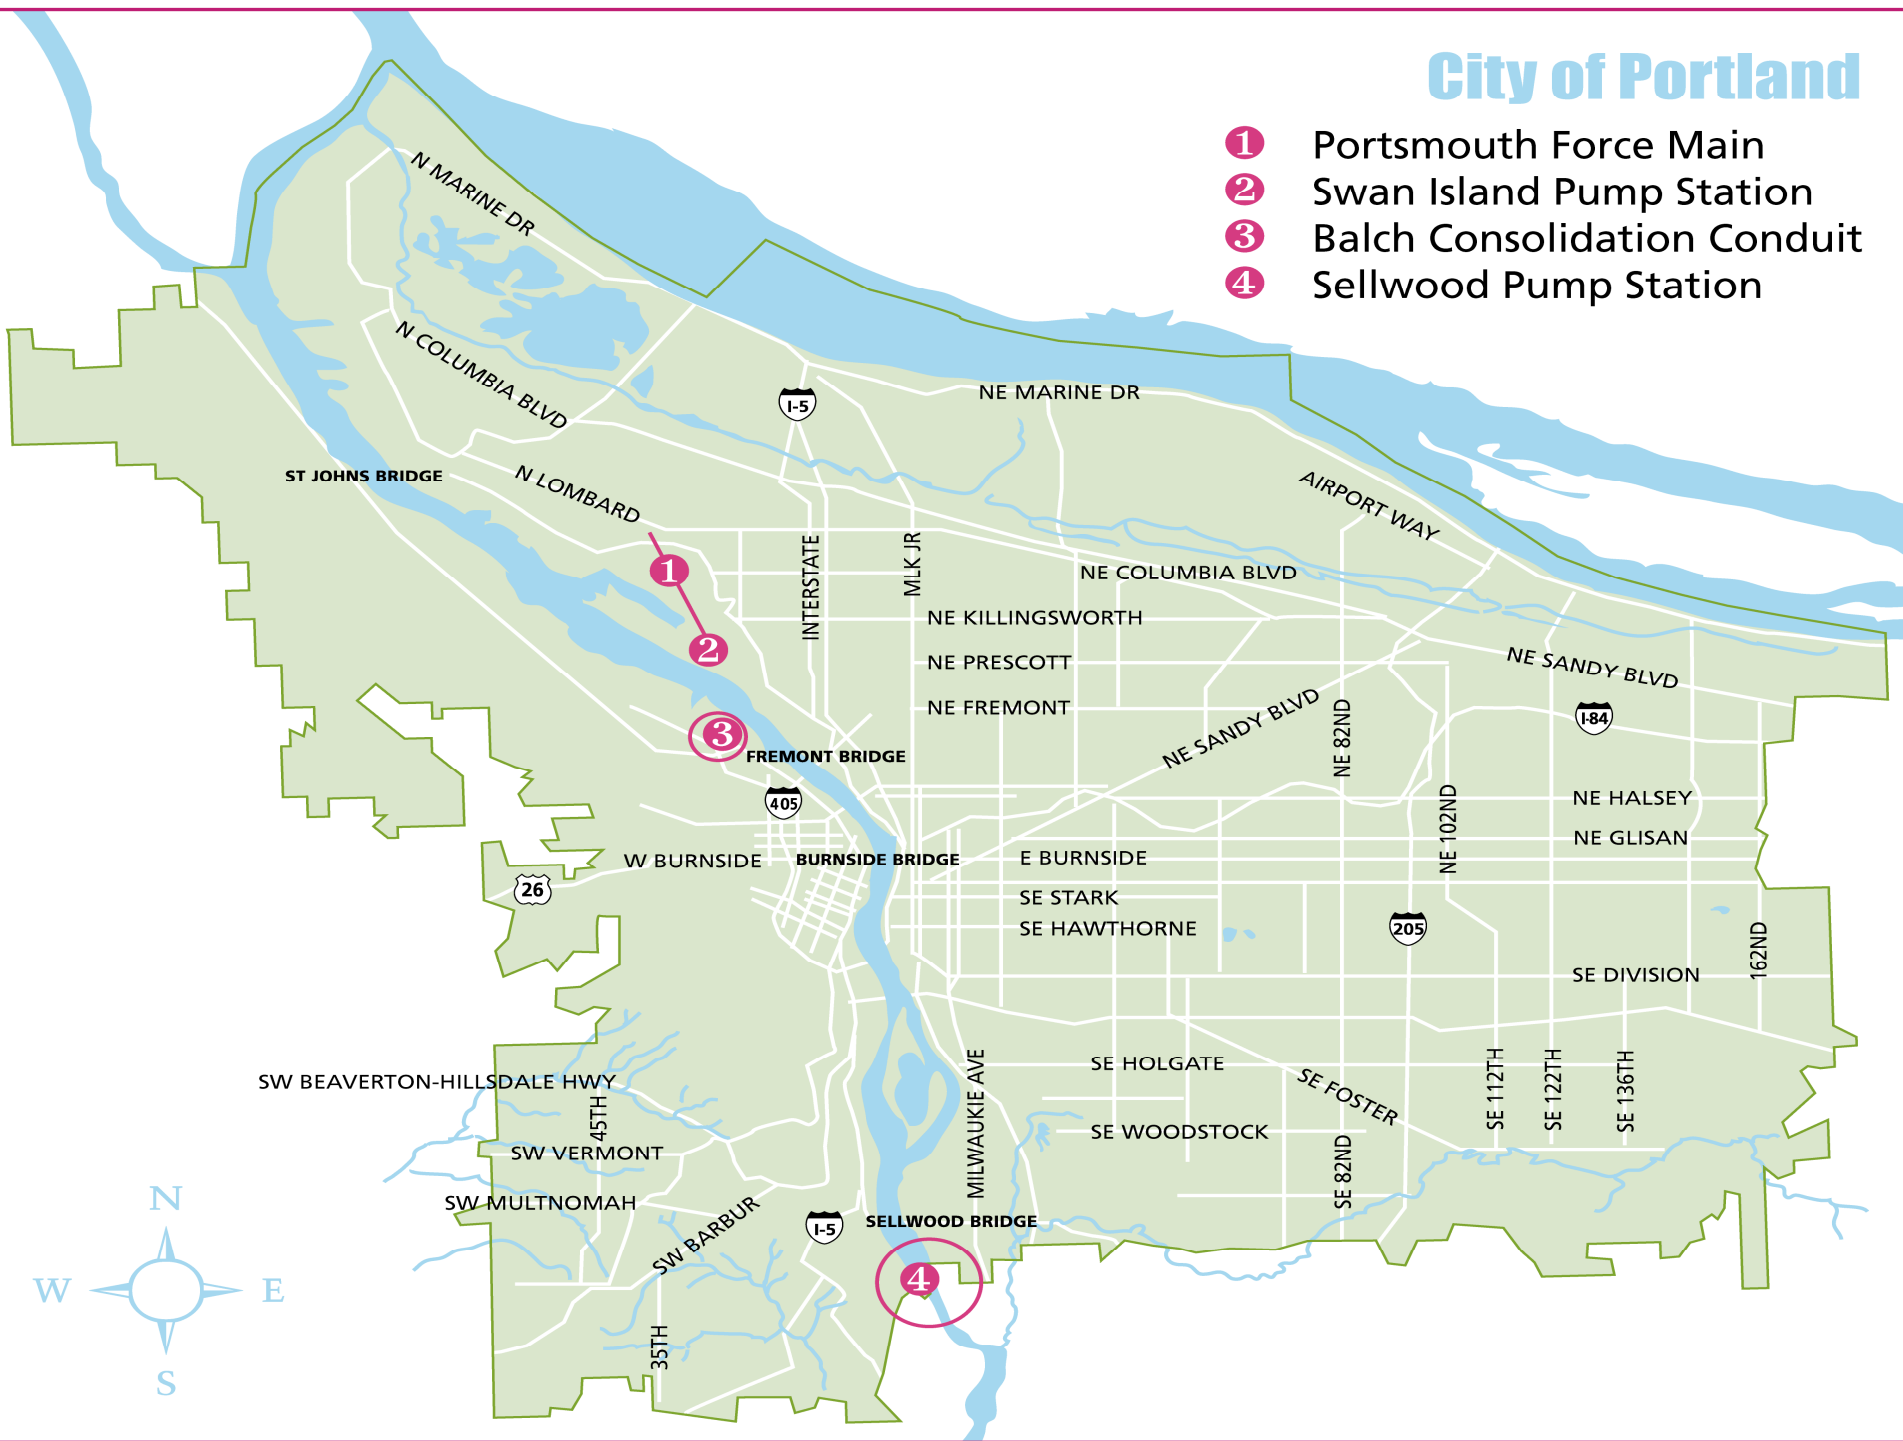 City of Portland
1 Portsmouth Force Main
2 Swan Island Pump Station
3 Balch Consolidation Conduit
4 Sellwood Pump Station
N MARINE DR
N COLUMBIA BLVD
I-5
NE MARINE DR
ST JOHNS BRIDGE
N LOMBARD
AIRPORT WAY
1
INTERSTATE
MLK JR
NE COLUMBIA BLVD
NE KILLINGSWORTH
2
NE PRESCOTT
NE SANDY BLVD
NE FREMONT
NE SANDY BLVD
NE 82ND
I-84
3
FREMONT BRIDGE
405
NE HALSEY
NE 102ND
NE GLISAN
W BURNSIDE
BURNSIDE BRIDGE
E BURNSIDE
26
SE STARK
SE HAWTHORNE
205
162ND
SE DIVISION
SW BEAVERTON-HILLSDALE HWY
45TH
MILWAUKIE AVE
SE HOLGATE
SE FOSTER
SE 112TH
SE 122TH
SE 136TH
SE WOODSTOCK
SW VERMONT
SE 82ND
SW MULTNOMAH
SW BARBUR
I-5
SELLWOOD BRIDGE
4
35TH
N
W
E
S